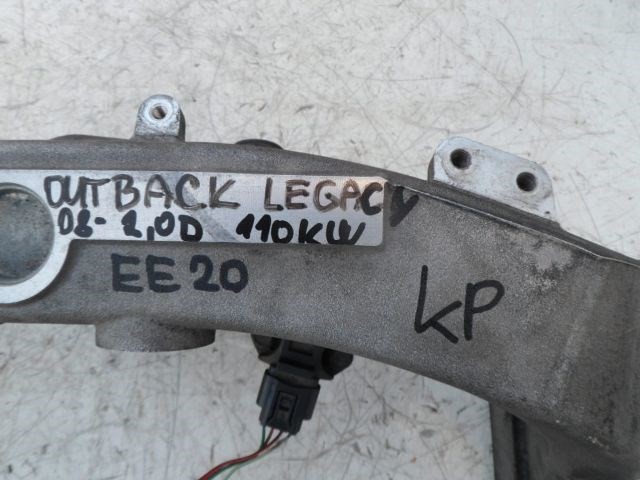 OUTBACK LEGACY
08- 2,0D 110KW
EE20
KP